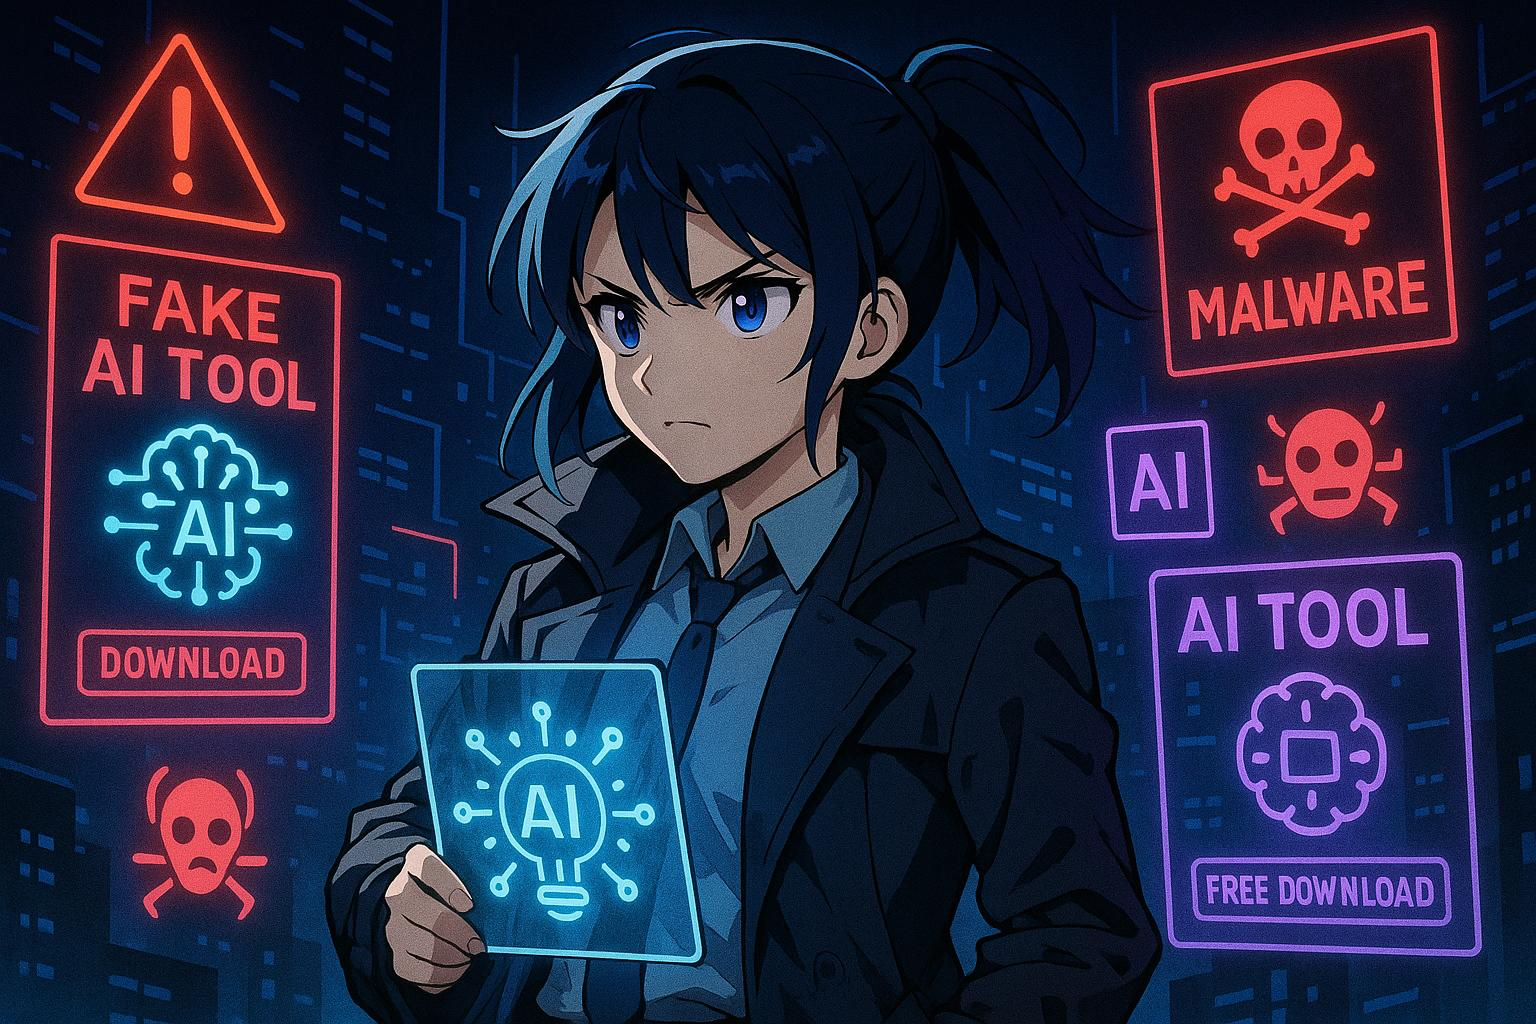 !
FAKE
AI TOOL
AI
DOWNLOAD
AI
MALWARE
AI
AI TOOL
FREE DOWNLOAD